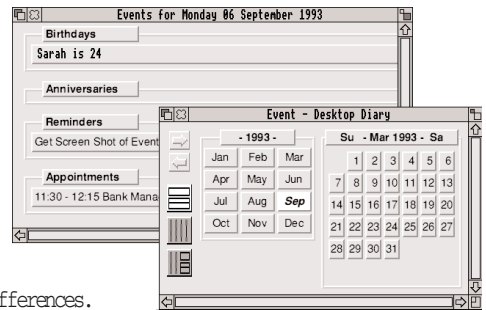 Events for Monday 06 September 1993
Birthdays
Sarah is 24
Anniversaries
Reminders
Get Screen Shot of Event
Appointments
11:30 - 12:15 Bank Mana
Event - Desktop Diary
- 1993 -
Jan Feb Mar
Apr May Jun
Jul Aug Sep
Oct Nov Dec
Su - Mar 1993 - Sa
1 2 3 4 5 6
7 8 9 10 11 12 13
14 15 16 17 18 19 20
21 22 23 24 25 26 27
28 29 30 31
fferences.